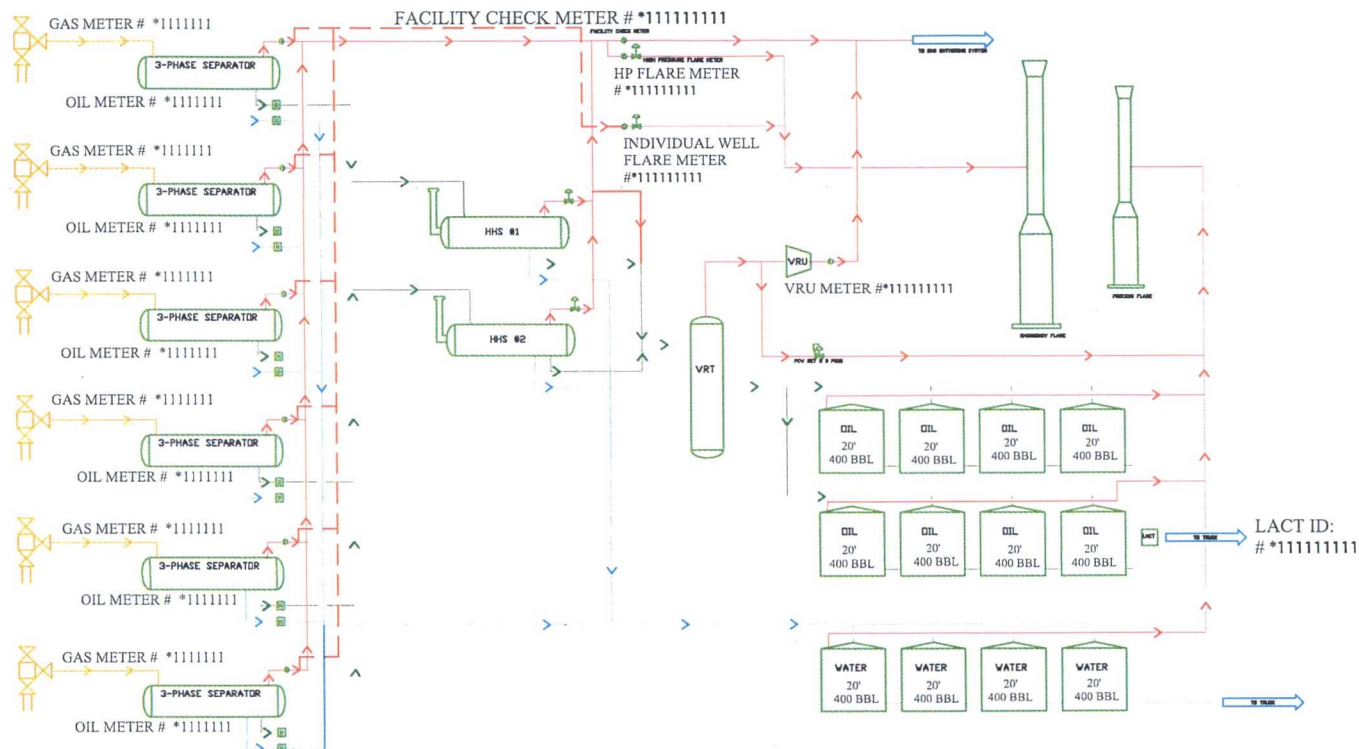 GAS METER # *1111111
FACILITY CHECK METER # *111111111
FACILITY CHECK METER
TO GAS GATHERING SYSTEM
3-PHASE SEPARATOR
HIGH PRESSURE FLARE METER
HP FLARE METER
# *111111111
OIL METER # *1111111
GAS METER # *1111111
INDIVIDUAL WELL
FLARE METER
#*111111111
3-PHASE SEPARATOR
OIL METER # *1111111
HHS #1
GAS METER # *1111111
VRU
VRU METER #*111111111
PROCESS FLARE
3-PHASE SEPARATOR
HHS #2
EMERGENCY FLARE
OIL METER # *1111111
VRT
GAS METER # *1111111
OIL OIL OIL OIL
20' 20' 20' 20'
400 BBL 400 BBL 400 BBL 400 BBL
3-PHASE SEPARATOR
OIL METER # *1111111
GAS METER # *1111111
OIL OIL OIL OIL
20' 20' 20' 20'
400 BBL 400 BBL 400 BBL 400 BBL
LACT
TO TRUCK
LACT ID:
# *111111111
3-PHASE SEPARATOR
OIL METER # *1111111
GAS METER # *1111111
WATER WATER WATER WATER
20' 20' 20' 20'
400 BBL 400 BBL 400 BBL 400 BBL
3-PHASE SEPARATOR
TO TRUCK
OIL METER # *1111111